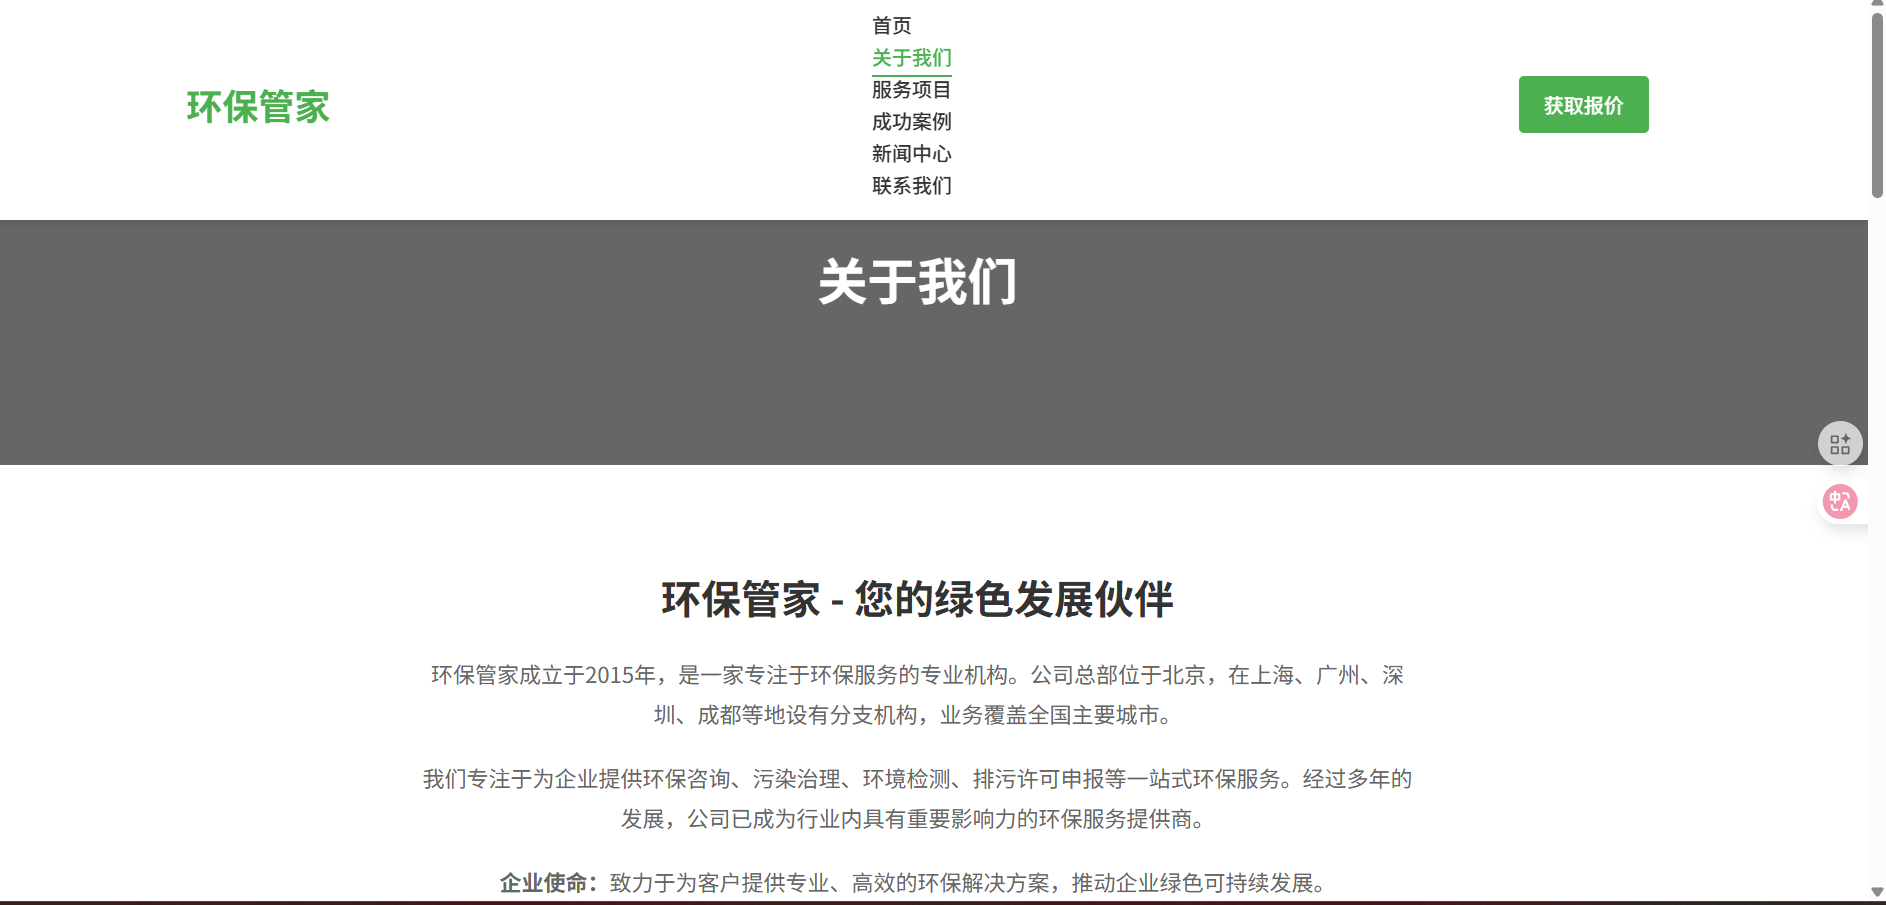 环保管家
首页
关于我们
服务项目
成功案例
新闻中心
联系我们
获取报价
关于我们
环保管家 - 您的绿色发展伙伴
环保管家成立于2015年，是一家专注于环保服务的专业机构。公司总部位于北京，在上海、广州、深
圳、成都等地设有分支机构，业务覆盖全国主要城市。
我们专注于为企业提供环保咨询、污染治理、环境检测、排污许可申报等一站式环保服务。经过多年的
发展，公司已成为行业内具有重要影响力的环保服务提供商。
企业使命：致力于为客户提供专业、高效的环保解决方案，推动企业绿色可持续发展。
中A